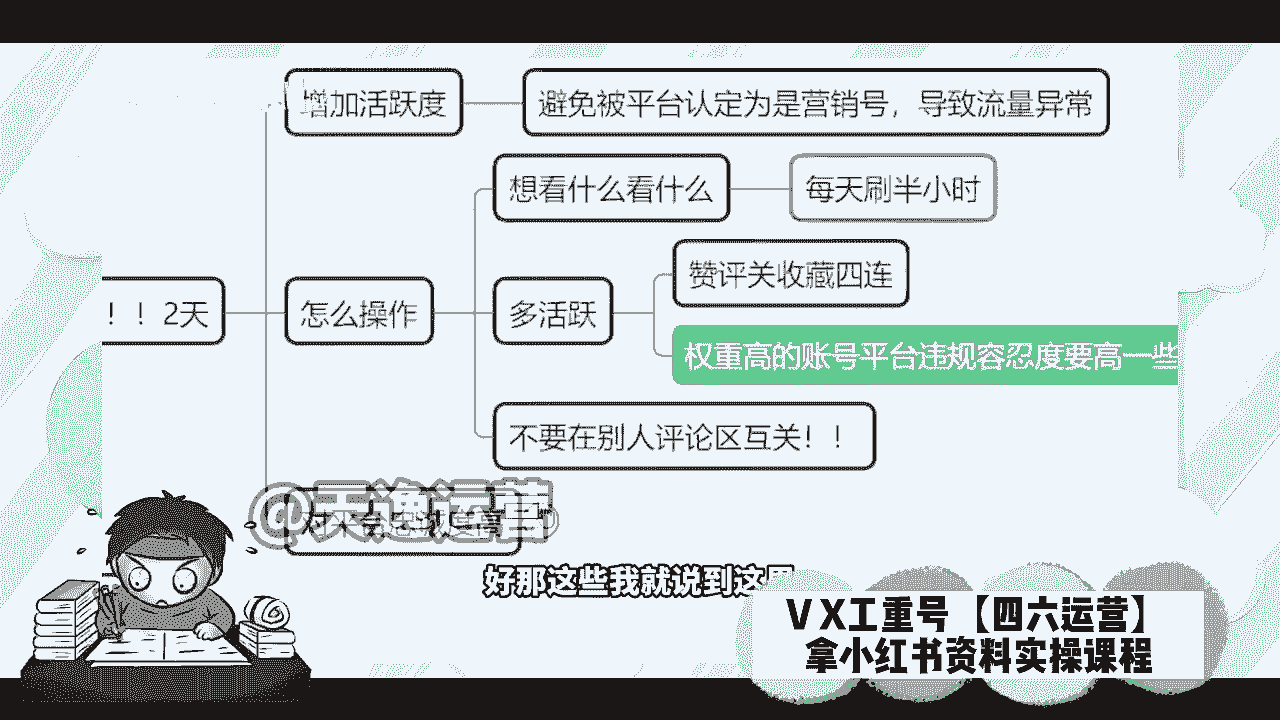 增加活跃度
避免被平台认定为是营销号，导致流量异常
想看什么看什么
每天刷半小时
赞评关收藏四连
！！2天
怎么操作
多活跃
权重高的账号平台违规容忍度要高一些
不要在别人评论区互关！！
@天逸运营
好那这些我就说到这里
VX工重号【四六运营】
拿小红书资料实操课程